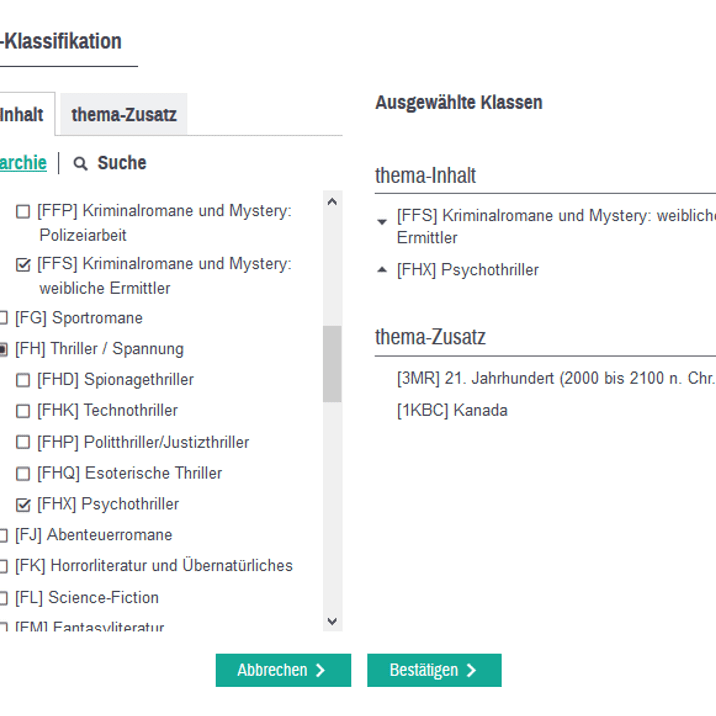 -Klassifikation
Inhalt
thema-Zusatz
archie
Suche
[FFP] Kriminalromane und Mystery:
Polizeiarbeit
[FFS] Kriminalromane und Mystery:
weibliche Ermittler
[FG] Sportromane
[FH] Thriller / Spannung
[FHD] Spionagethriller
[FHK] Technothriller
[FHP] Politthriller/Justizthriller
[FHQ] Esoterische Thriller
[FHX] Psychothriller
[FJ] Abenteuerromane
[FK] Horrorliteratur und Übernatürliches
[FL] Science-Fiction
[FM] Fantasyliteratur
Ausgewählte Klassen
thema-Inhalt
[FFS] Kriminalromane und Mystery: weibliche
Ermittler
[FHX] Psychothriller
thema-Zusatz
[3MR] 21. Jahrhundert (2000 bis 2100 n. Chr.
[1KBC] Kanada
Abbrechen
Bestätigen